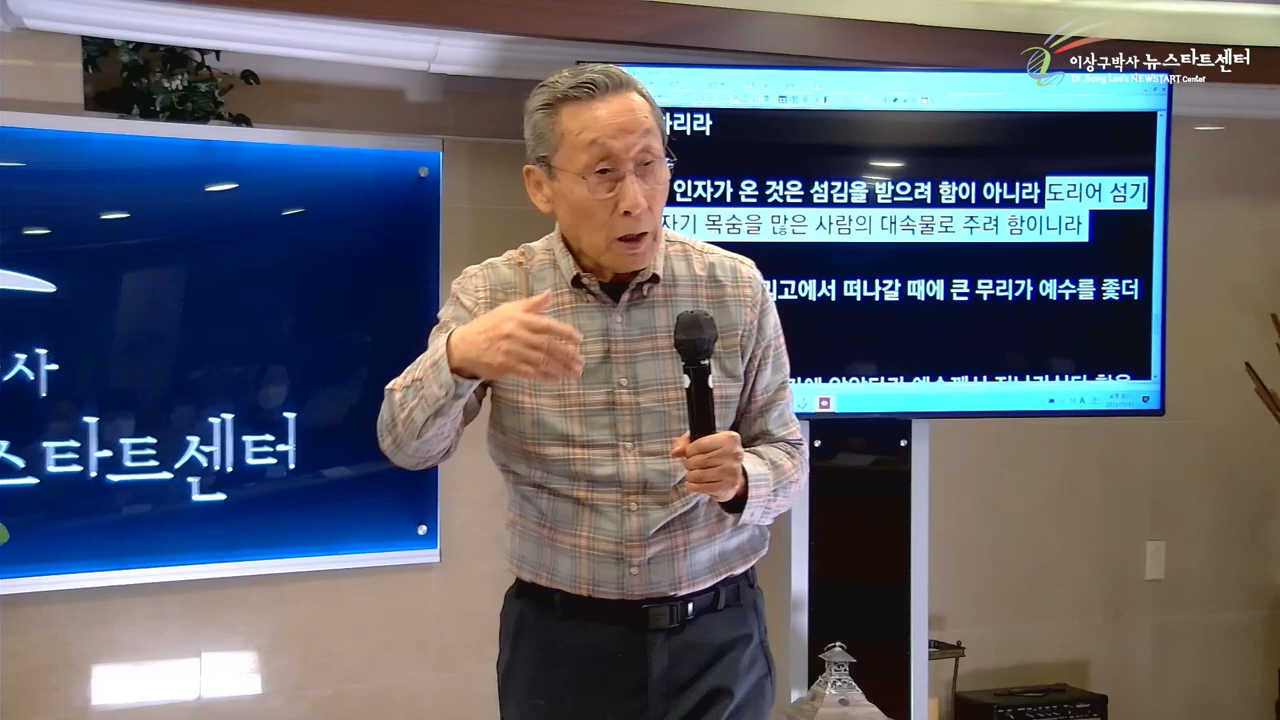 이상구박사 뉴스타트센터
Dr. Sang Lee's NEWSTART Center
하리라
인자가 온 것은 섬김을 받으려 함이 아니라 도리어 섬기
자기 목숨을 많은 사람의 대속물로 주려 함이니라
리고에서 떠나갈 때에 큰 무리가 예수를 좇더
사
스타트센터